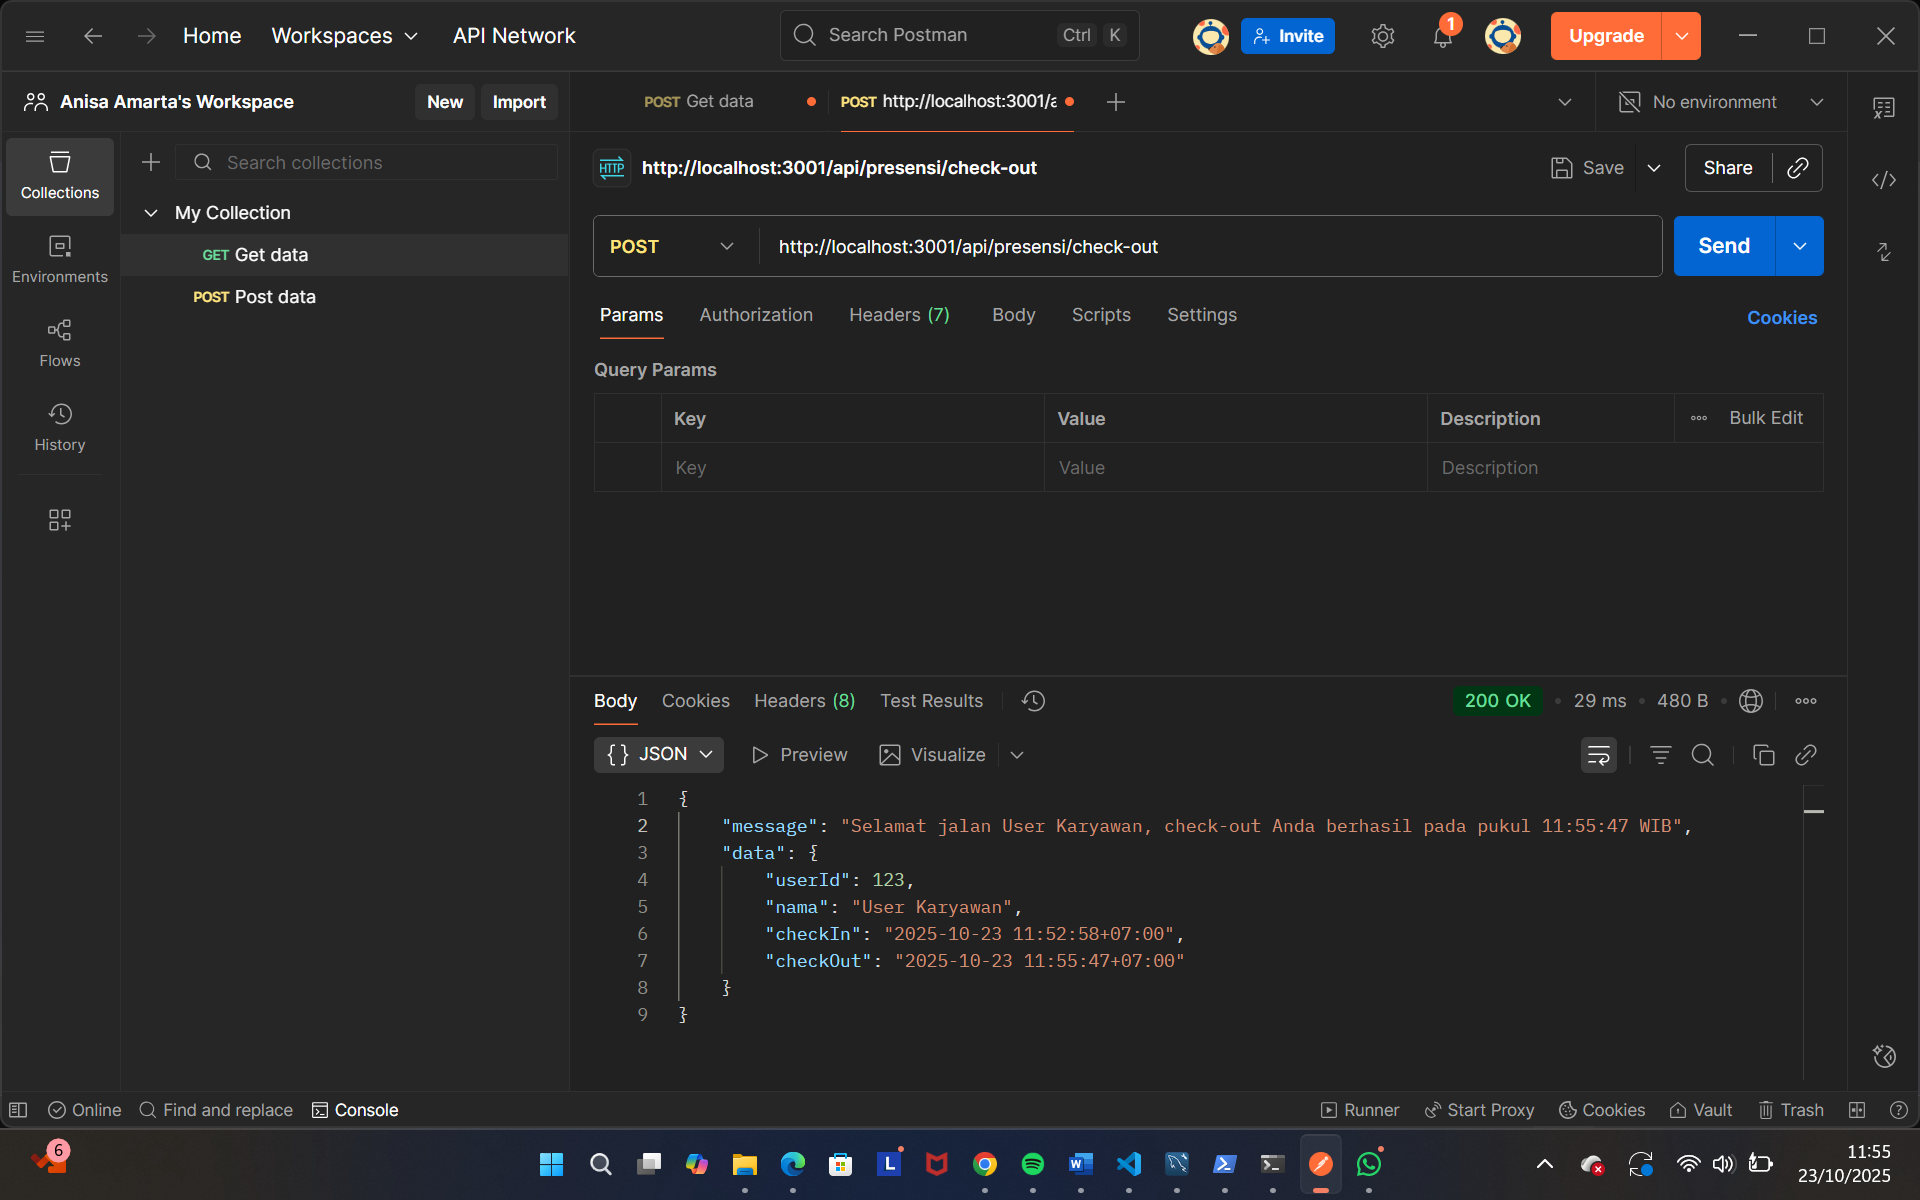 Home
Workspaces
API Network
Search Postman
Ctrl K
Invite
1
Upgrade
Anisa Amarta's Workspace
New
Import
POST Get data
POST http://localhost:3001/a
No environment
Collections
Environments
Flows
History
Search collections
My Collection
GET Get data
POST Post data
HTTP
http://localhost:3001/api/presensi/check-out
Save
Share
POST
http://localhost:3001/api/presensi/check-out
Send
Params
Authorization
Headers (7)
Body
Scripts
Settings
Cookies
Query Params
Key
Value
Description
Bulk Edit
Key
Value
Description
Body
Cookies
Headers (8)
Test Results
200 OK
29 ms
480 B
{} JSON
Preview
Visualize
1 {
2 "message": "Selamat jalan User Karyawan, check-out Anda berhasil pada pukul 11:55:47 WIB",
3 "data": {
4 "userId": 123,
5 "nama": "User Karyawan",
6 "checkIn": "2025-10-23 11:52:58+07:00",
7 "checkOut": "2025-10-23 11:55:47+07:00"
8 }
9 }
Online
Find and replace
Console
Runner
Start Proxy
Cookies
Vault
Trash
6
L
W
11:55
23/10/2025